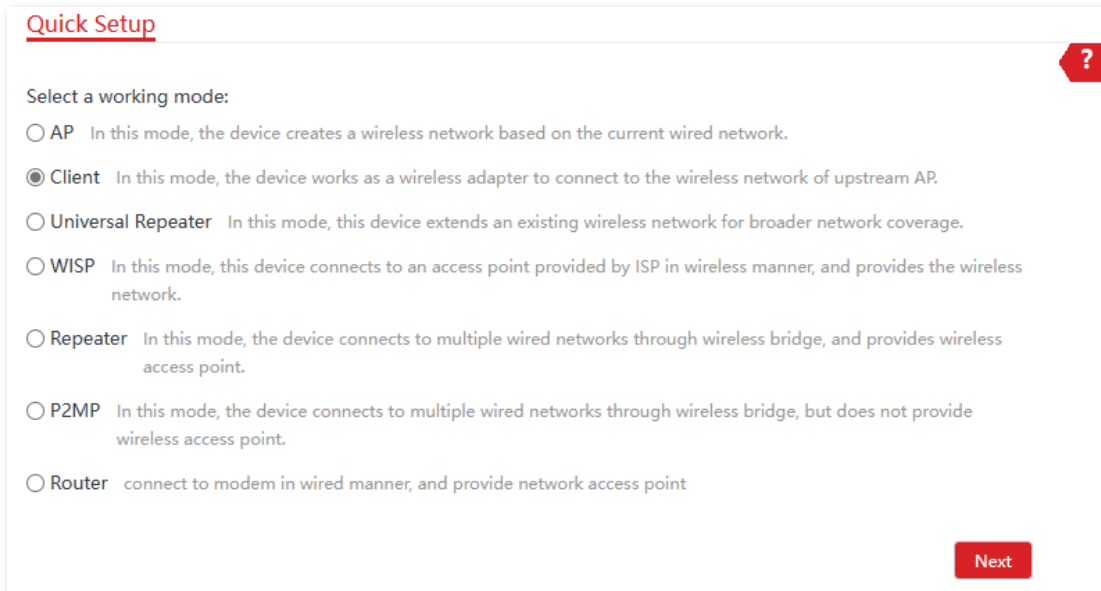 Quick Setup
?
Select a working mode:
AP In this mode, the device creates a wireless network based on the current wired network.
Client In this mode, the device works as a wireless adapter to connect to the wireless network of upstream AP.
Universal Repeater In this mode, this device extends an existing wireless network for broader network coverage.
WISP In this mode, this device connects to an access point provided by ISP in wireless manner, and provides the wireless
network.
Repeater In this mode, the device connects to multiple wired networks through wireless bridge, and provides wireless
access point.
P2MP In this mode, the device connects to multiple wired networks through wireless bridge, but does not provide
wireless access point.
Router connect to modem in wired manner, and provide network access point
Next